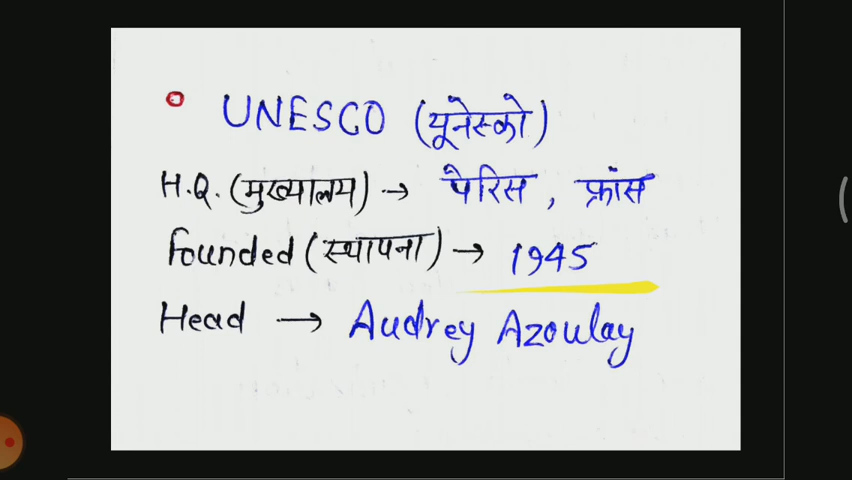 UNESCO (यूनेस्को)
H.Q. (मुख्यालय) → पेरिस, फ्रांस
Founded (स्थापना) → 1945
Head → Audrey Azoulay